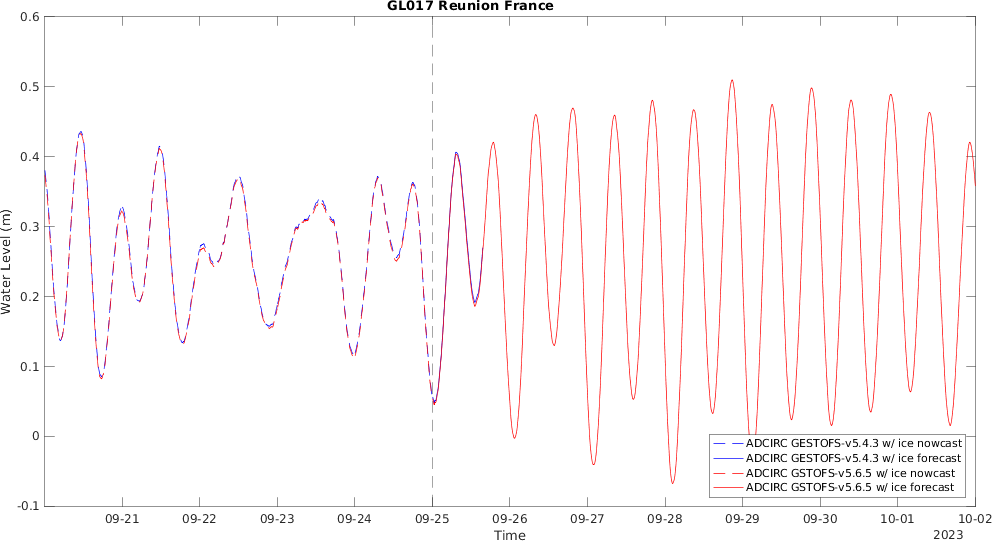 GL017 Reunion France
0.6
0.5
0.4
0.3
0.2
0.1
0
-0.1
Water Level (m)
ADCIRC GESTOFS-v5.4.3 w/ ice nowcast
ADCIRC GESTOFS-v5.4.3 w/ ice forecast
ADCIRC GSTOFS-v5.6.5 w/ ice nowcast
ADCIRC GSTOFS-v5.6.5 w/ ice forecast
09-21 09-22 09-23 09-24 09-25 09-26 09-27 09-28 09-29 09-30 10-01 10-02
Time
2023